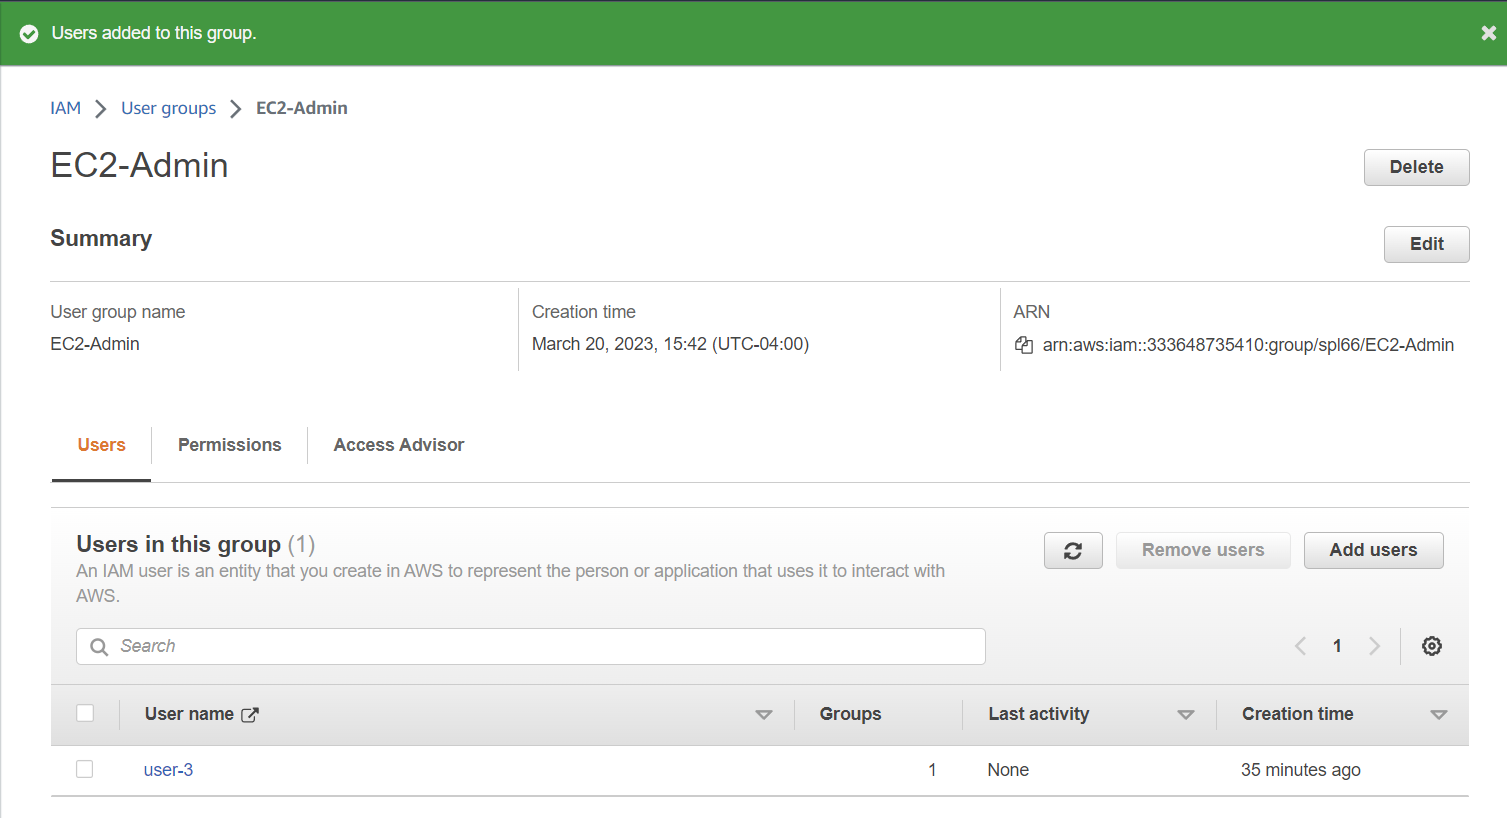 Users added to this group.
IAM > User groups > EC2-Admin
EC2-Admin
Delete
Summary
Edit
User group name
EC2-Admin
Creation time
March 20, 2023, 15:42 (UTC-04:00)
ARN
arn:aws:iam::333648735410:group/spl66/EC2-Admin
Users
Permissions
Access Advisor
Users in this group (1)
An IAM user is an entity that you create in AWS to represent the person or application that uses it to interact with
AWS.
Remove users
Add users
Search
1
User name
Groups
Last activity
Creation time
user-3
1
None
35 minutes ago